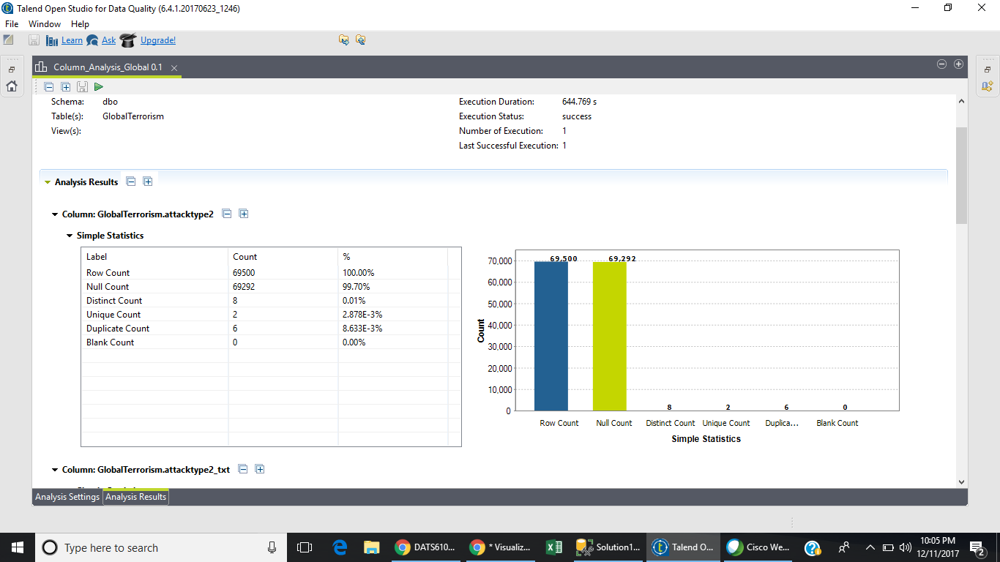 Talend Open Studio for Data Quality (6.4.1.20170623_1246)
File Window Help
Learn Ask Upgrade!
Column_Analysis_Global 0.1
Schema: dbo
Execution Duration: 644.769 s
Table(s): GlobalTerrorism
Execution Status: success
View(s):
Number of Execution: 1
Last Successful Execution: 1
Analysis Results
Column: GlobalTerrorism.attacktype2
Simple Statistics
Label Count %
Row Count 69500 100.00%
Null Count 69292 99.70%
Distinct Count 8 0.01%
Unique Count 2 2.878E-3%
Duplicate Count 6 8.633E-3%
Blank Count 0 0.00%
69,500 69,292
70,000
60,000
50,000
40,000
30,000
20,000
10,000
0
8 2 6 0
Count
Row Count Null Count Distinct Count Unique Count Duplica... Blank Count
Simple Statistics
Column: GlobalTerrorism.attacktype2_txt
Analysis Settings Analysis Results
Type here to search
DATS610... * Visualiz... Solution1... Talend O... Cisco We...
10:05 PM
12/11/2017
2